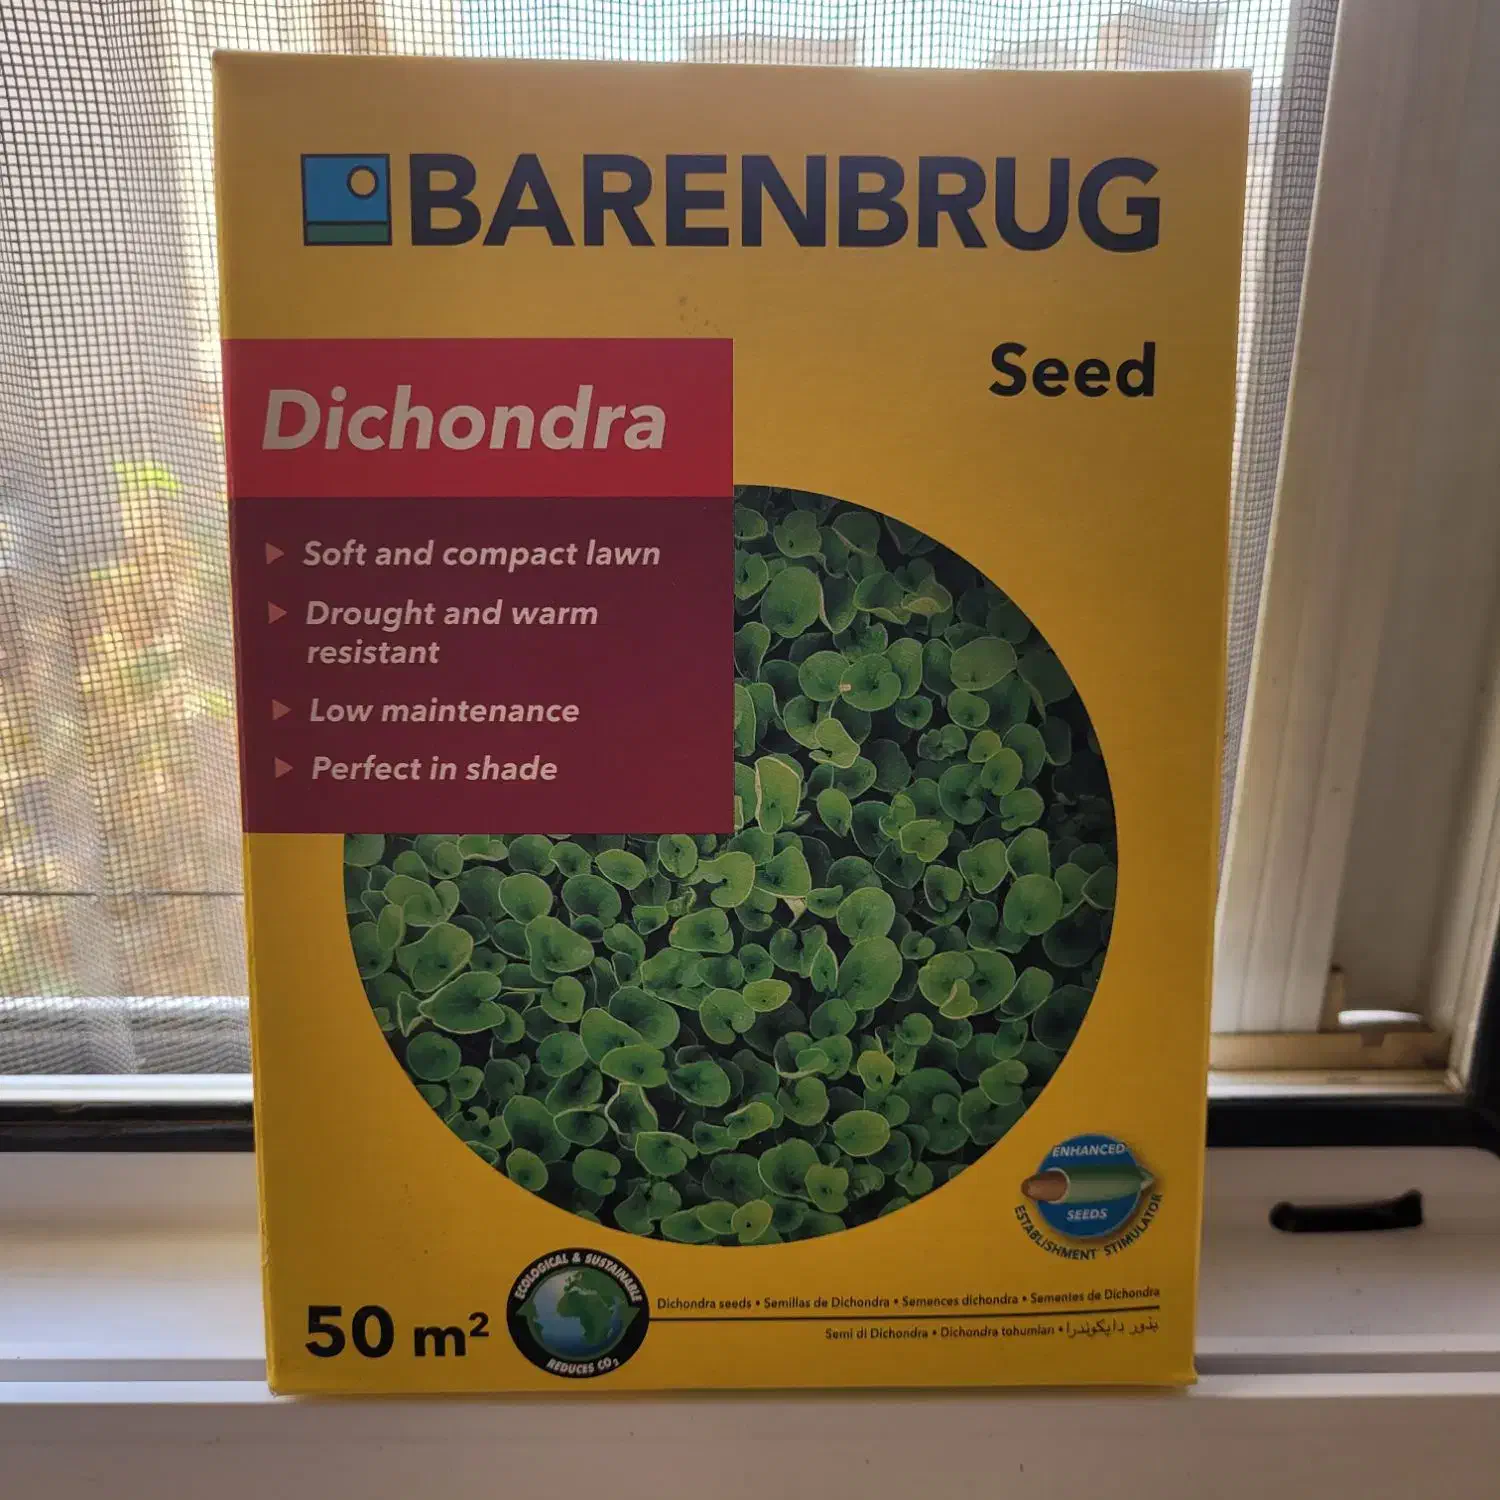 BARENBRUG
Seed
Dichondra
Soft and compact lawn
Drought and warm
resistant
Low maintenance
Perfect in shade
ENHANCED
SEEDS
ESTABLISHMENT STIMULATOR
50 m²
ECOLOGICAL & SUSTAINABLE
REDUCES CO₂
Dichondra seeds • Semillas de Dichondra • Semences dichondra • Sementes de Dichondra
Semi di Dichondra • Dichondra tohumları • بذور دايكوندرا